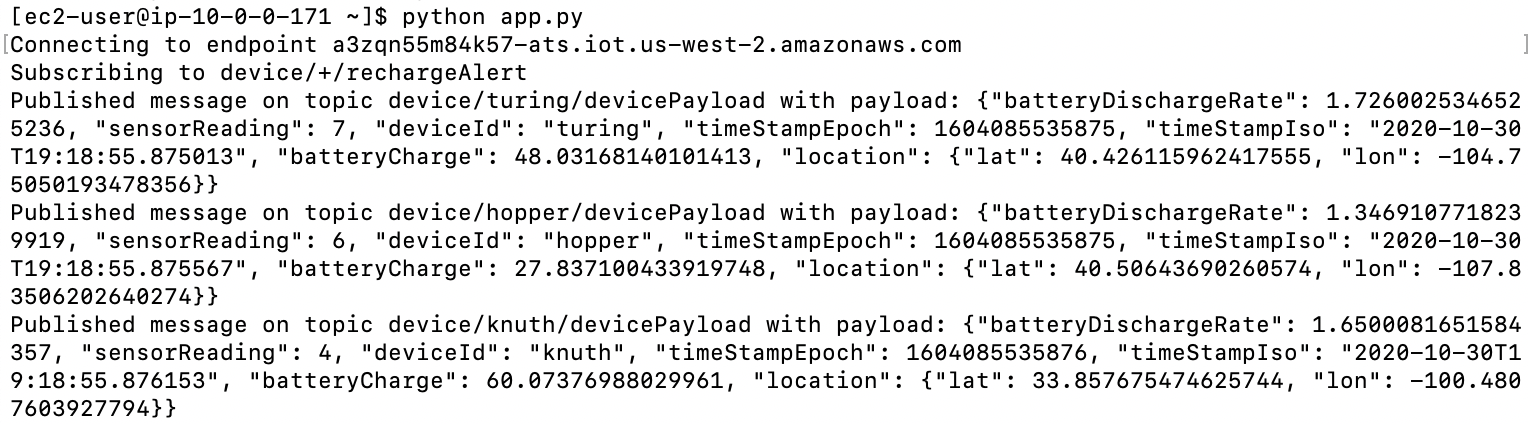 [ec2-user@ip-10-0-0-171 ~]$ python app.py
[Connecting to endpoint a3zqn55m84k57-ats.iot.us-west-2.amazonaws.com ]
Subscribing to device/+/rechargeAlert
Published message on topic device/turing/devicePayload with payload: {"batteryDischargeRate": 1.726002534652
5236, "sensorReading": 7, "deviceId": "turing", "timeStampEpoch": 1604085535875, "timeStampIso": "2020-10-30
T19:18:55.875013", "batteryCharge": 48.03168140101413, "location": {"lat": 40.426115962417555, "lon": -104.7
5050193478356}}
Published message on topic device/hopper/devicePayload with payload: {"batteryDischargeRate": 1.346910771823
9919, "sensorReading": 6, "deviceId": "hopper", "timeStampEpoch": 1604085535875, "timeStampIso": "2020-10-30
T19:18:55.875567", "batteryCharge": 27.837100433919748, "location": {"lat": 40.50643690260574, "lon": -107.8
3506202640274}}
Published message on topic device/knuth/devicePayload with payload: {"batteryDischargeRate": 1.6500081651584
357, "sensorReading": 4, "deviceId": "knuth", "timeStampEpoch": 1604085535876, "timeStampIso": "2020-10-30T1
9:18:55.876153", "batteryCharge": 60.07376988029961, "location": {"lat": 33.857675474625744, "lon": -100.480
7603927794}}